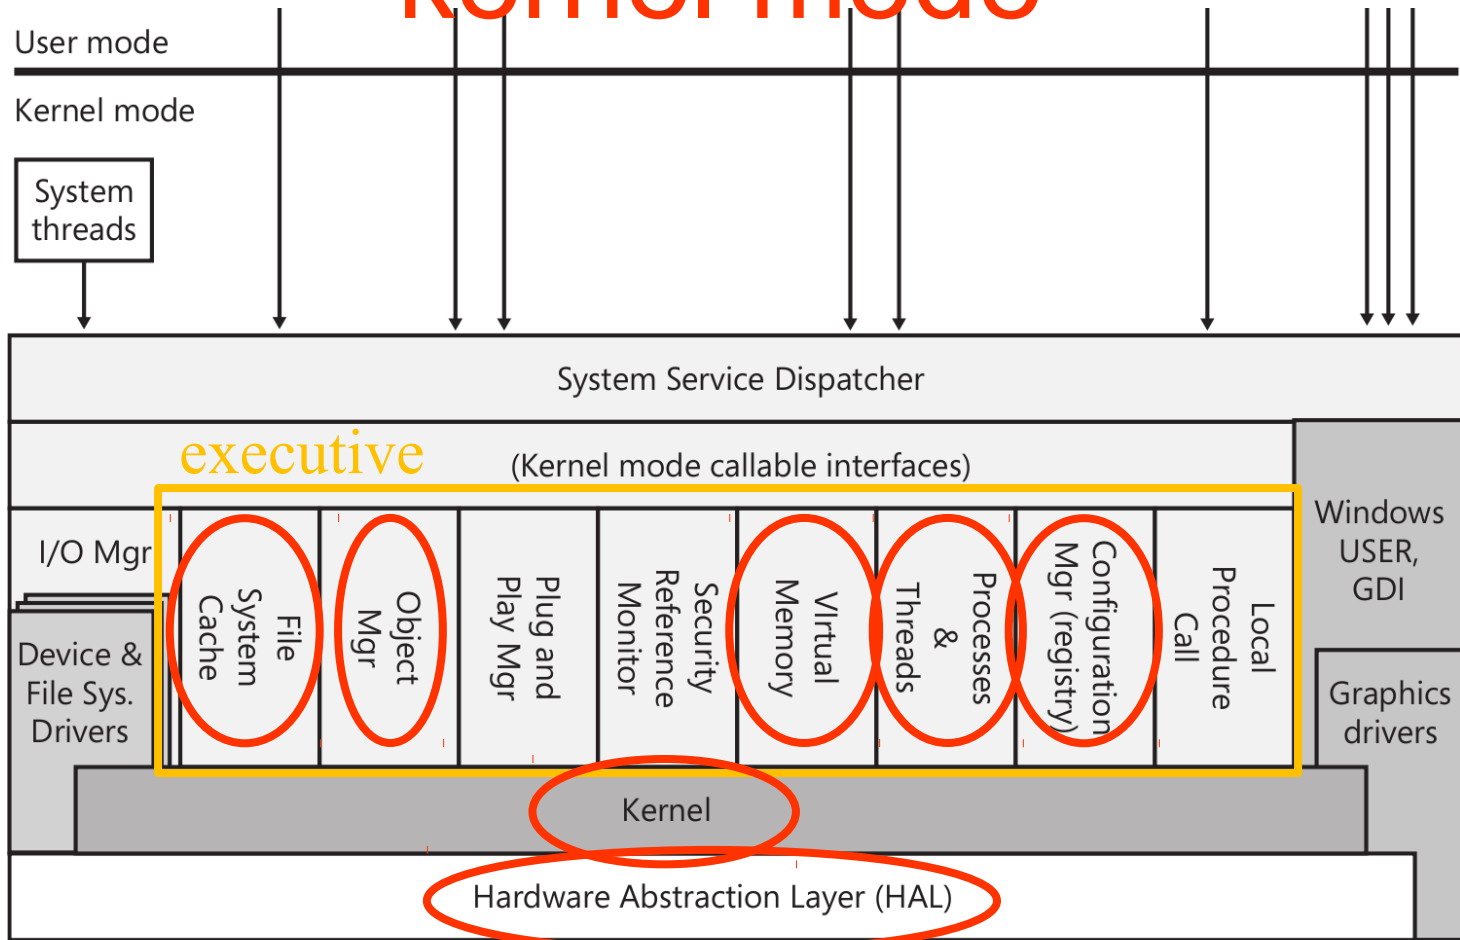 kernel mode
User mode
Kernel mode
System
threads
System Service Dispatcher
executive
(Kernel mode callable interfaces)
I/O Mgr
Device &
File Sys.
Drivers
File
System
Cache
Object
Mgr
Plug and
Play Mgr
Security
Reference
Monitor
VIrtual
Memory
Processes
&
Threads
Configuration
Mgr (registry)
Local
Procedure
Call
Windows
USER,
GDI
Graphics
drivers
Kernel
Hardware Abstraction Layer (HAL)